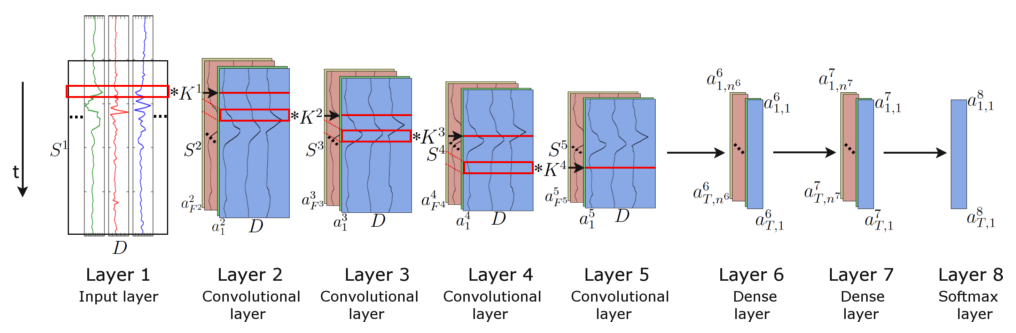 t
S^1
D
*K^1
S^2
a^2_{F^2}
a^2_1
D
*K^2
S^3
a^3_{F^3}
a^3_1
D
*K^3
S^4
a^4_{F^4}
a^4_1
D
*K^4
S^5
a^5_{F^5}
a^5_1
D
a^6_{1,n^6}
a^6_{1,1}
a^6_{T,n^6}
a^6_{T,1}
a^7_{1,n^7}
a^7_{1,1}
a^7_{T,n^7}
a^7_{T,1}
a^8_{1,1}
a^8_{T,1}
Layer 1
Input layer
Layer 2
Convolutional
layer
Layer 3
Convolutional
layer
Layer 4
Convolutional
layer
Layer 5
Convolutional
layer
Layer 6
Dense
layer
Layer 7
Dense
layer
Layer 8
Softmax
layer